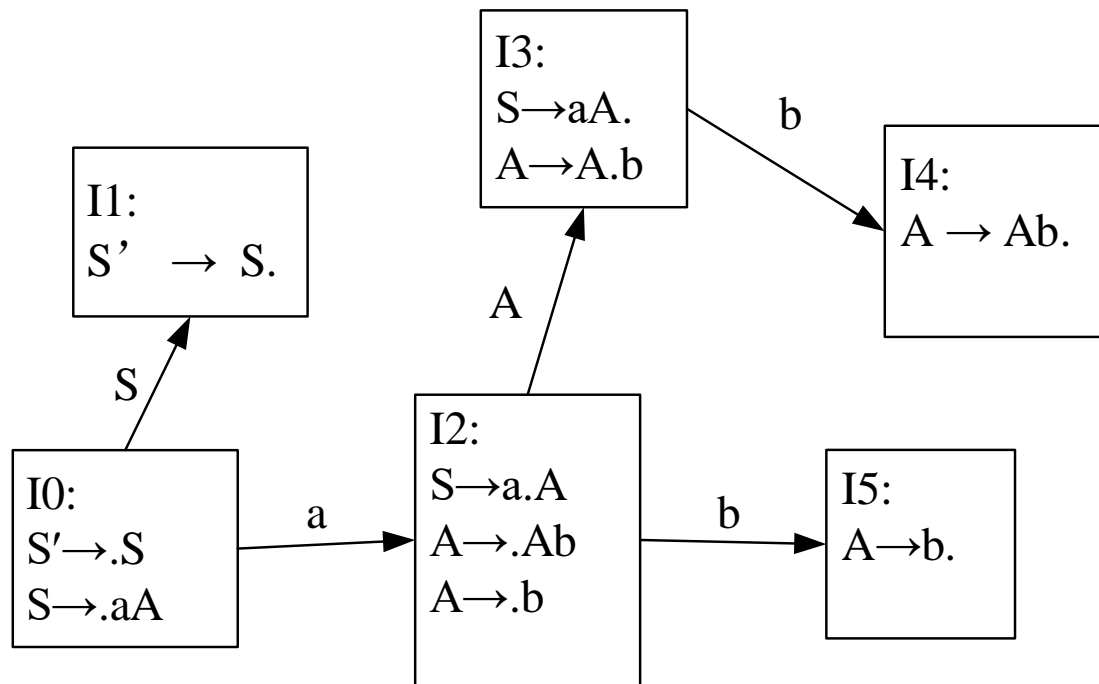 I3:
S→aA.
A→A.b
b
I4:
A → Ab.
I1:
S’ → S.
A
S
I2:
S→a.A
A→.Ab
A→.b
I0:
S′→.S
S→.aA
a
b
I5:
A→b.